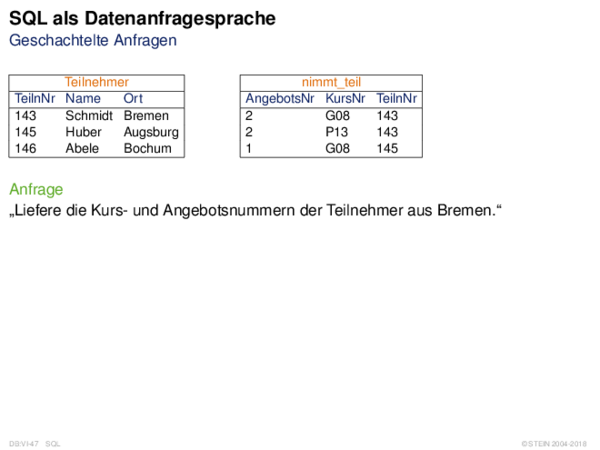 SQL als Datenanfragesprache
Geschachtelte Anfragen
Teilnehmer
TeilnNr Name Ort
143 Schmidt Bremen
145 Huber Augsburg
146 Abele Bochum
nimmt_teil
AngebotsNr KursNr TeilnNr
2 G08 143
2 P13 143
1 G08 145
Anfrage
„Liefere die Kurs- und Angebotsnummern der Teilnehmer aus Bremen.“
DB:VI-47 SQL
© STEIN 2004-2018